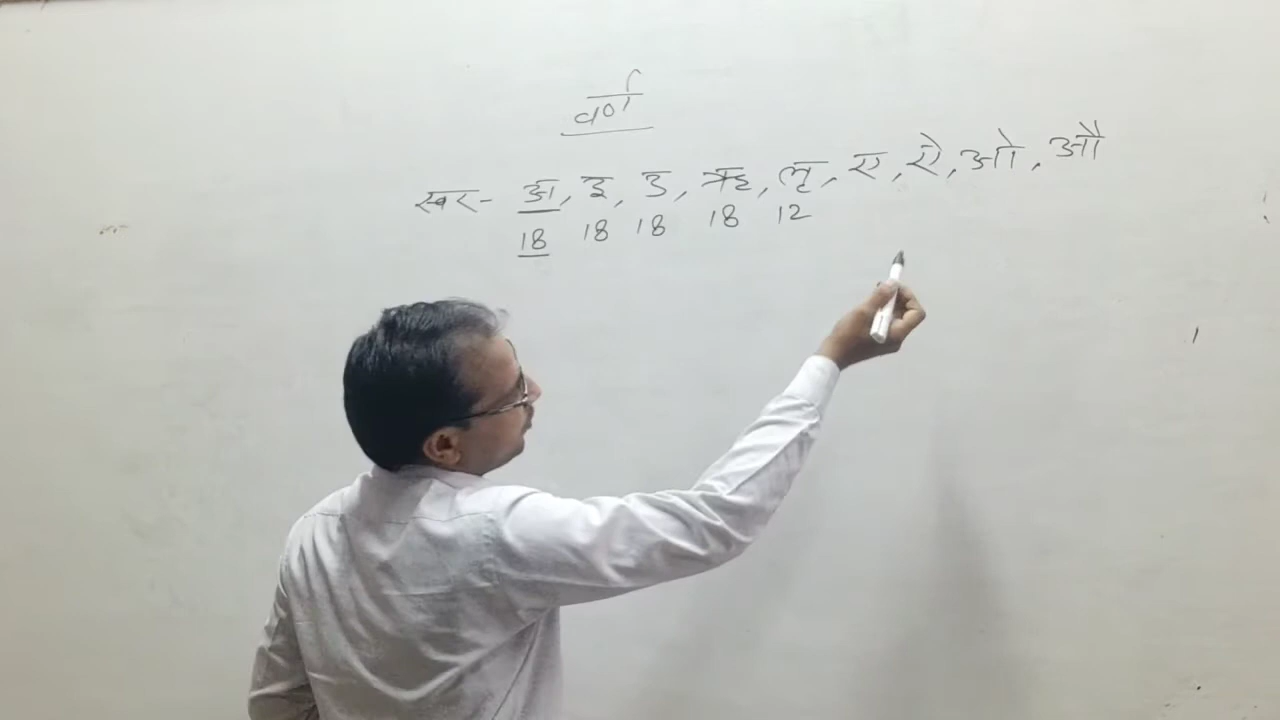 वर्ण
स्वर- अ, इ, उ, ऋ, लृ, ए, ऐ, ओ, औ
18 18 18 18 12